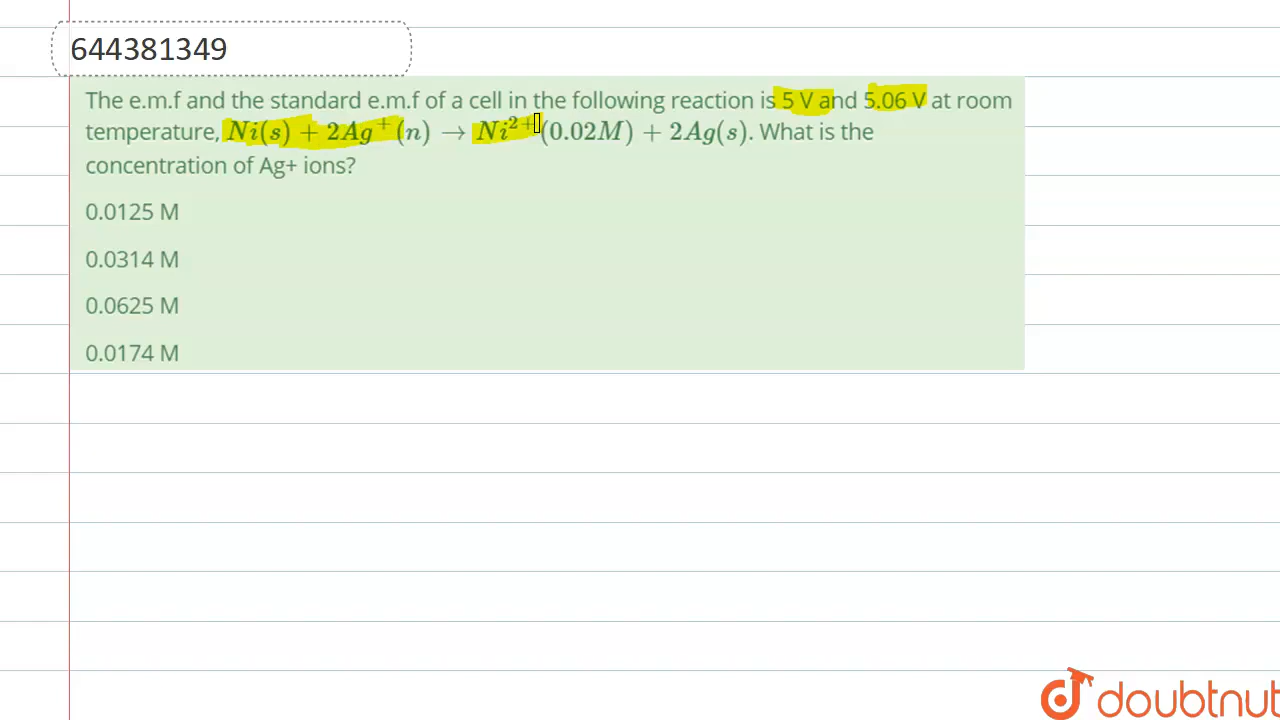 644381349
The e.m.f and the standard e.m.f of a cell in the following reaction is 5 V and 5.06 V at room
temperature, Ni(s) + 2Ag⁺(n) → Ni²⁺(0.02M) + 2Ag(s). What is the
concentration of Ag+ ions?
0.0125 M
0.0314 M
0.0625 M
0.0174 M
doubtnut